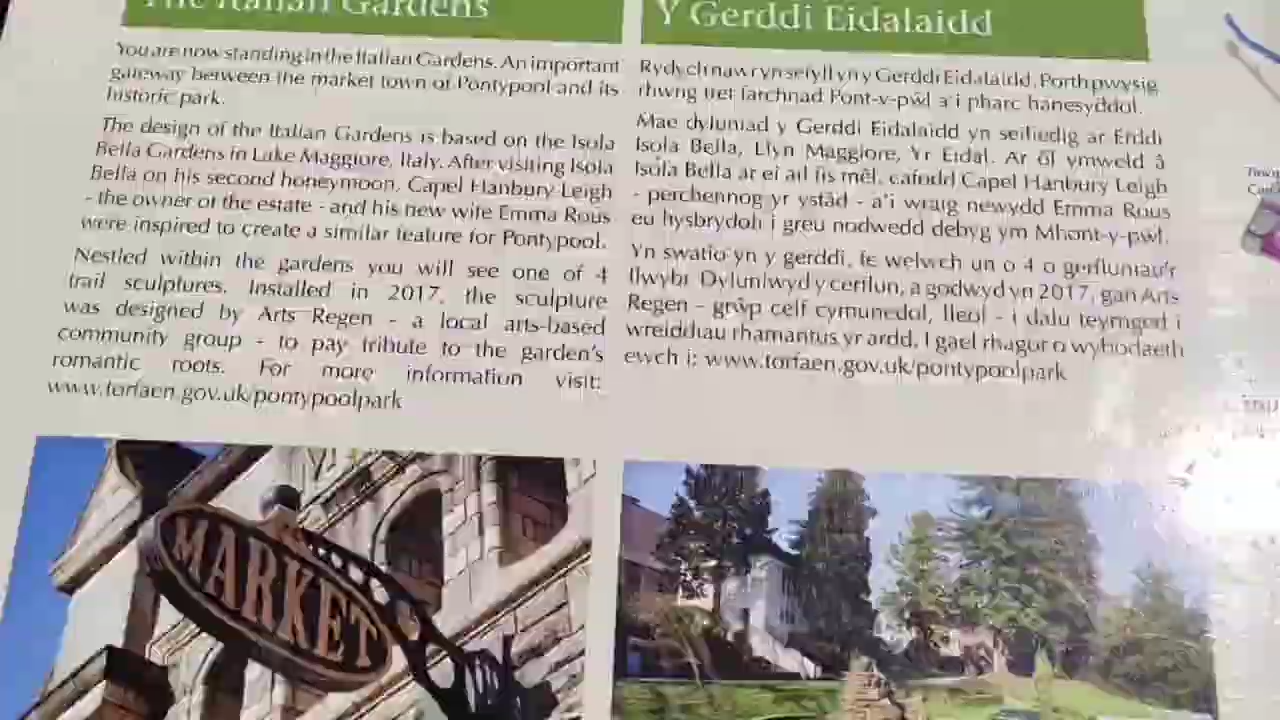 The Italian Gardens
You are now standing in the Italian Gardens. An important
gateway between the market town of Pontypool and its
historic park.
The design of the Italian Gardens is based on the Isola
Bella Gardens in Lake Maggiore, Italy. After visiting Isola
Bella on his second honeymoon, Capel Hanbury Leigh
- the owner of the estate - and his new wife Emma Rous
were inspired to create a similar feature for Pontypool.
Nestled within the gardens you will see one of 4
trail sculptures. Installed in 2017, the sculpture
was designed by Arts Regen - a local arts-based
community group - to pay tribute to the garden's
romantic roots. For more information visit:
www.torfaen.gov.uk/pontypoolpark
Y Gerddi Eidalaidd
Rydych nawr yn sefyll yn y Gerddi Eidalaidd. Porth pwysig
rhwng tref farchnad Pont-y-pŵl a'i pharc hanesyddol.
Mae dyluniad y Gerddi Eidalaidd yn seiliedig ar Erddi
Isola Bella, Llyn Maggiore, Yr Eidal. Ar ôl ymweld â
Isola Bella ar ei ail fis mêl, cafodd Capel Hanbury Leigh
- perchennog yr ystâd - a'i wraig newydd Emma Rous
eu hysbrydoli i greu nodwedd debyg ym Mhont-y-pŵl.
Yn swatio yn y gerddi, fe welwch un o 4 o gerfluniau'r
llwybr. Dyluniwyd y cerflun, a godwyd yn 2017, gan Arts
Regen - grŵp celf cymunedol, lleol - i dalu teyrnged i
wreiddiau rhamantus yr ardd. I gael rhagor o wybodaeth
ewch i: www.torfaen.gov.uk/pontypoolpark
MARKET